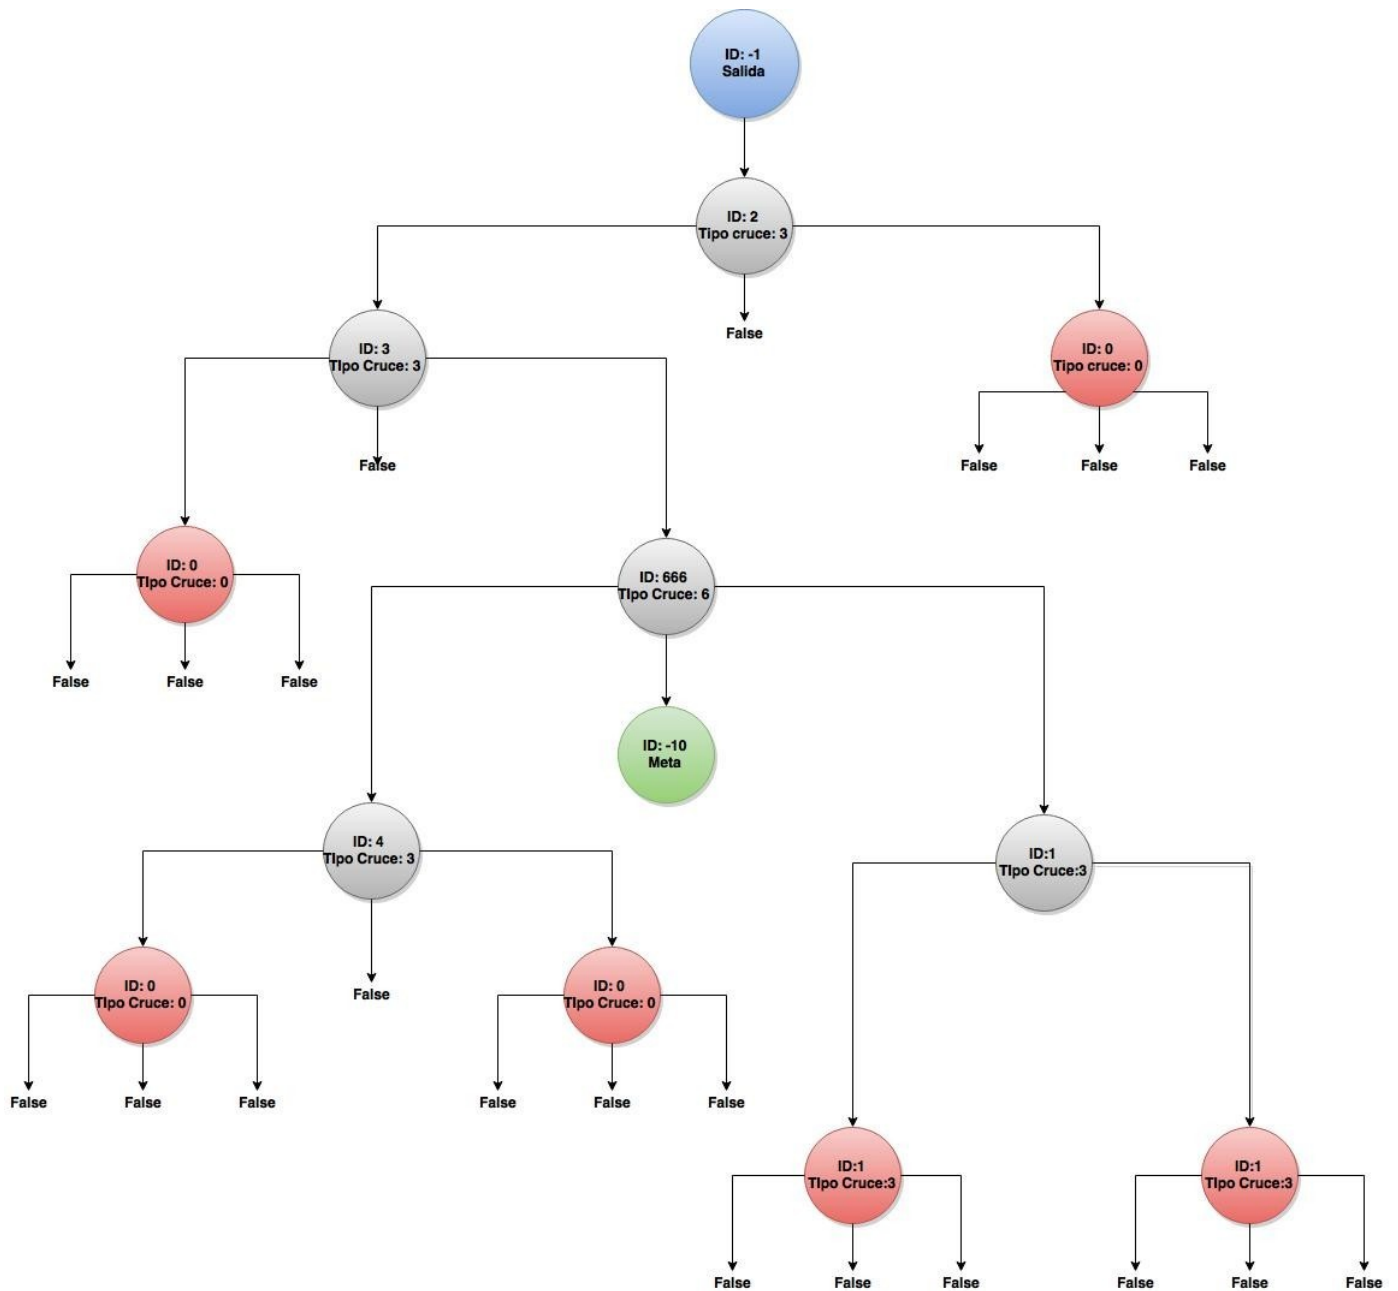 ID: -1
Salida
ID: 2
Tipo cruce: 3
False
ID: 3
TIpo Cruce: 3
ID: 0
Tipo cruce: 0
False
False
False
False
ID: 0
TIpo Cruce: 0
ID: 666
TIpo Cruce: 6
False
False
False
ID: -10
Meta
ID: 4
TIpo Cruce: 3
ID:1
TIpo Cruce:3
ID: 0
TIpo Cruce: 0
False
ID: 0
TIpo Cruce: 0
False
False
False
False
False
False
ID:1
TIpo Cruce:3
ID:1
TIpo Cruce:3
False
False
False
False
False
False